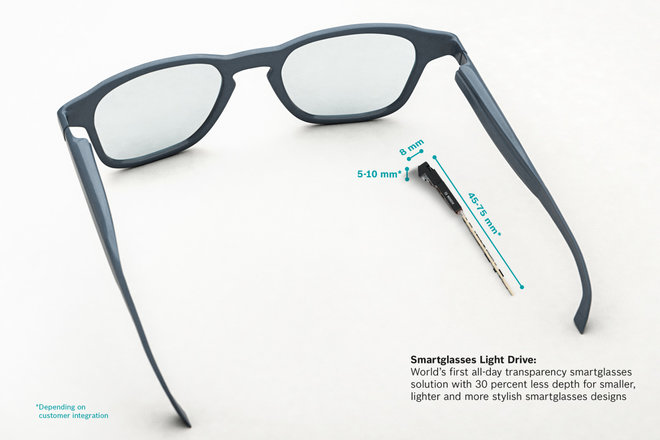 8 mm
5-10 mm*
45-75 mm*
Smartglasses Light Drive:
World's first all-day transparency smartglasses
solution with 30 percent less depth for smaller,
lighter and more stylish smartglasses designs
*Depending on
customer integration